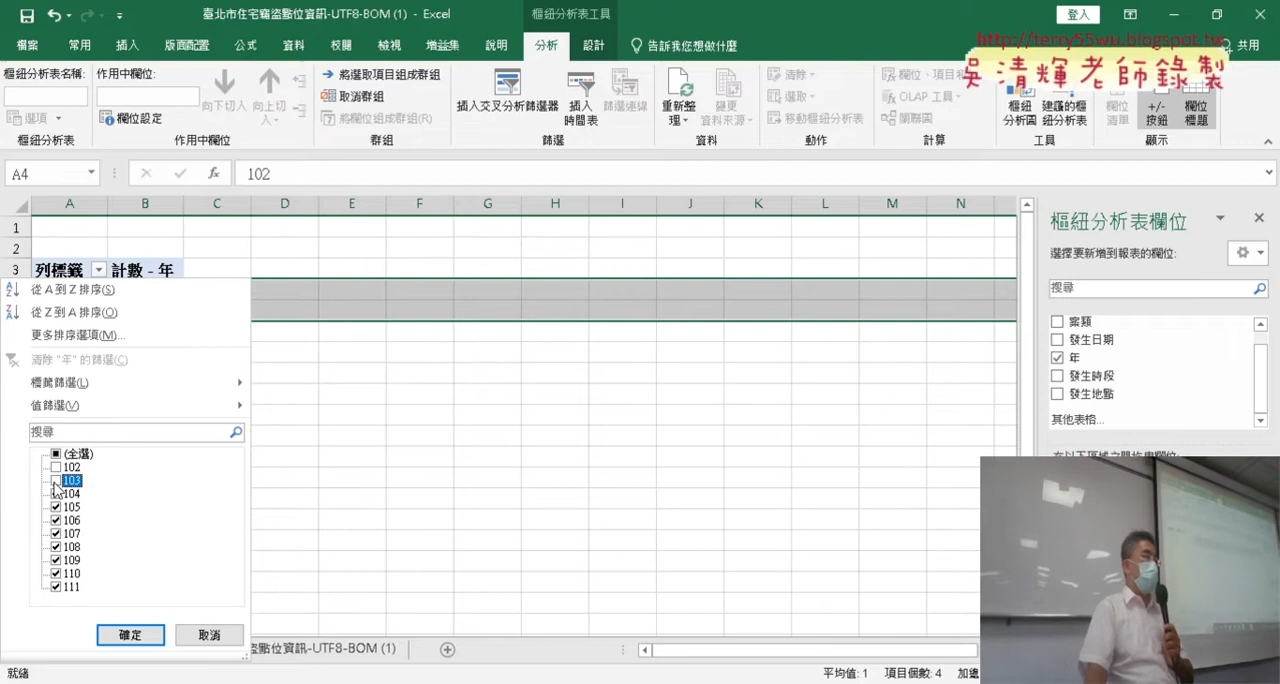 臺北市住宅竊盜點位資訊-UTF8-BOM (1) - Excel
樞紐分析表工具
登入
http://terry55wu.blogspot.tw
吳清輝老師錄製
檔案 常用 插入 版面配置 公式 資料 校閱 檢視 增益集 說明 分析 設計 告訴我您想做什麼 共用
樞紐分析表名稱:
選項
樞紐分析表
作用中欄位:
欄位設定
向下切入
向上切入
作用中欄位
將選取項目組成群組
取消群組
將欄位組成群組(R)
群組
插入交叉分析篩選器
插入時間表
篩選連線
篩選
重新整理
變更資料來源
資料
清除
選取
移動樞紐分析表
動作
欄位、項目和
OLAP 工具
關聯圖
計算
樞紐分析圖
建議的樞紐分析表
工具
欄位清單
+/-按鈕
欄位標題
顯示
A4
fx
102
A B C D E F G H I J K L M N
1
2
3 列標籤 計數 - 年
從 A 到 Z 排序(S)
從 Z 到 A 排序(O)
更多排序選項(M)...
清除 "年" 的篩選(C)
標籤篩選(L)
值篩選(V)
搜尋
(全選)
102
103
104
105
106
107
108
109
110
111
確定 取消
樞紐分析表欄位
選擇要新增到報表的欄位:
搜尋
案類
發生日期
年
發生時段
發生地點
其他表格...
盜點位資訊-UTF8-BOM (1)
就緒
平均值: 1 項目個數: 4 加總